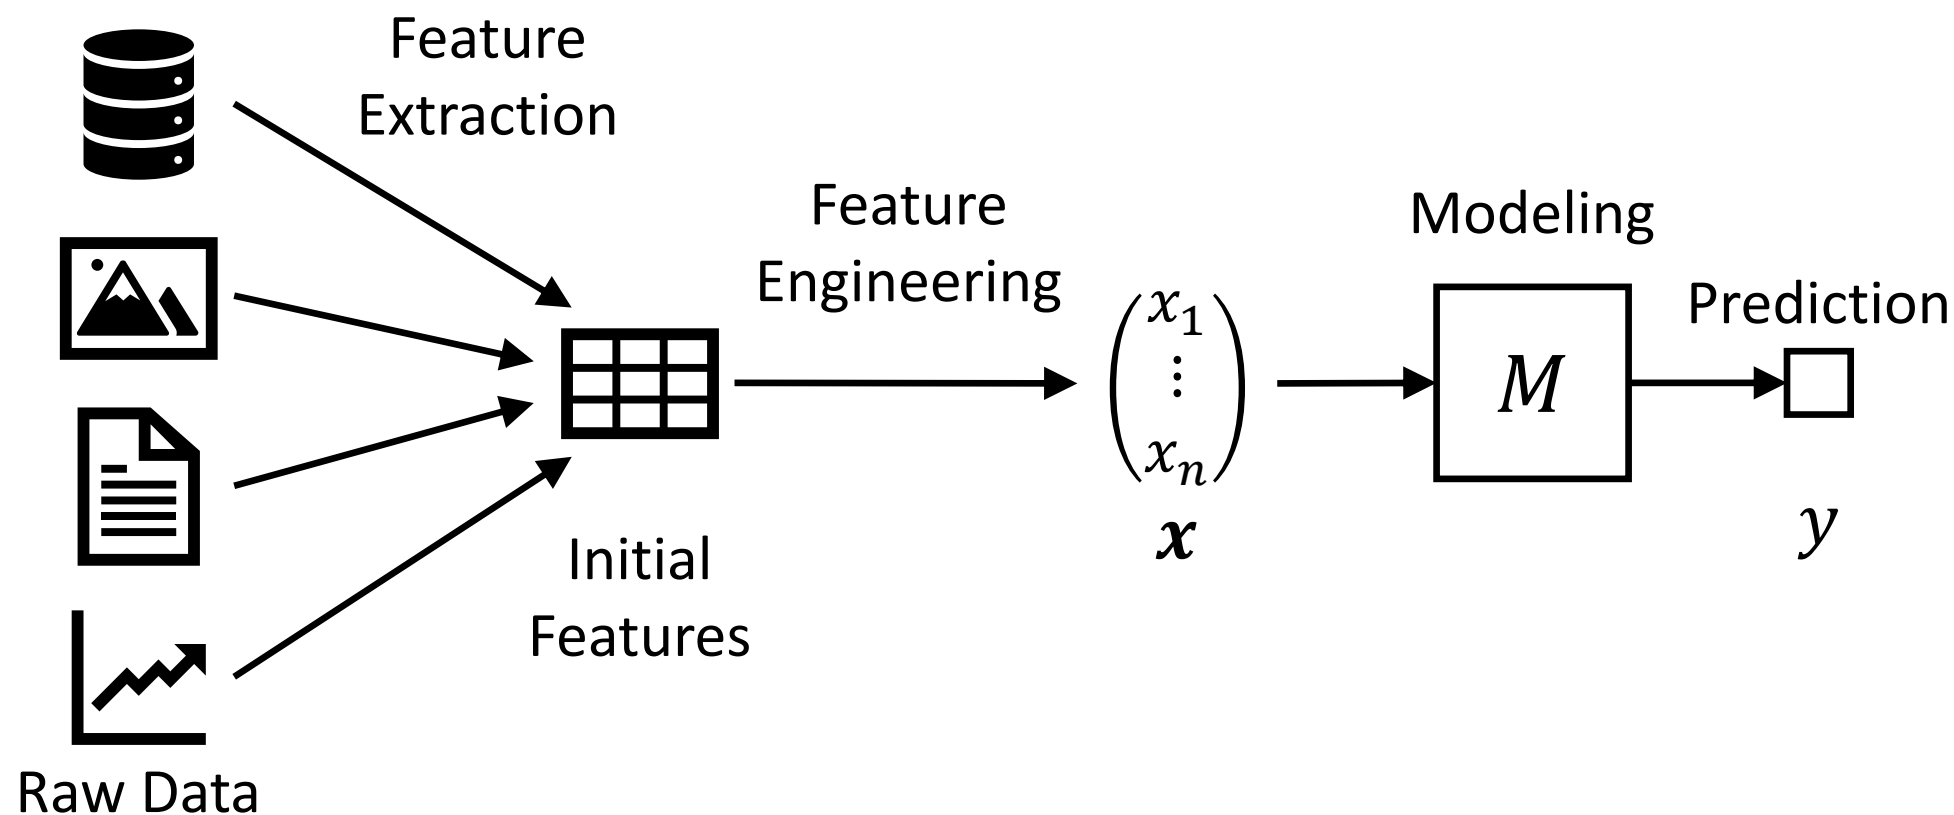 Feature
Extraction
Feature
Engineering
Modeling
Prediction
x₁
⋮
xₙ
x
M
y
Initial
Features
Raw Data